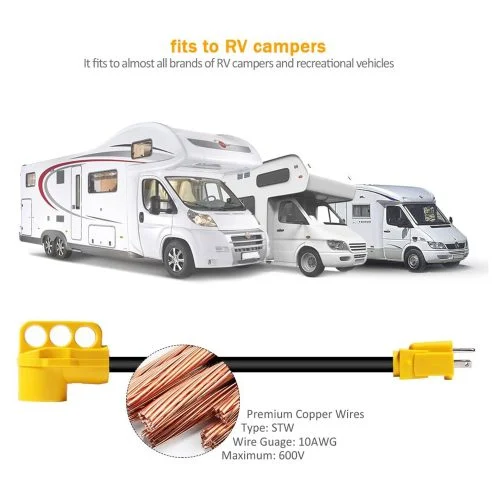 fits to RV campers
It fits to almost all brands of RV campers and recreational vehicles
Premium Copper Wires
Type: STW
Wire Guage: 10AWG
Maximum: 600V